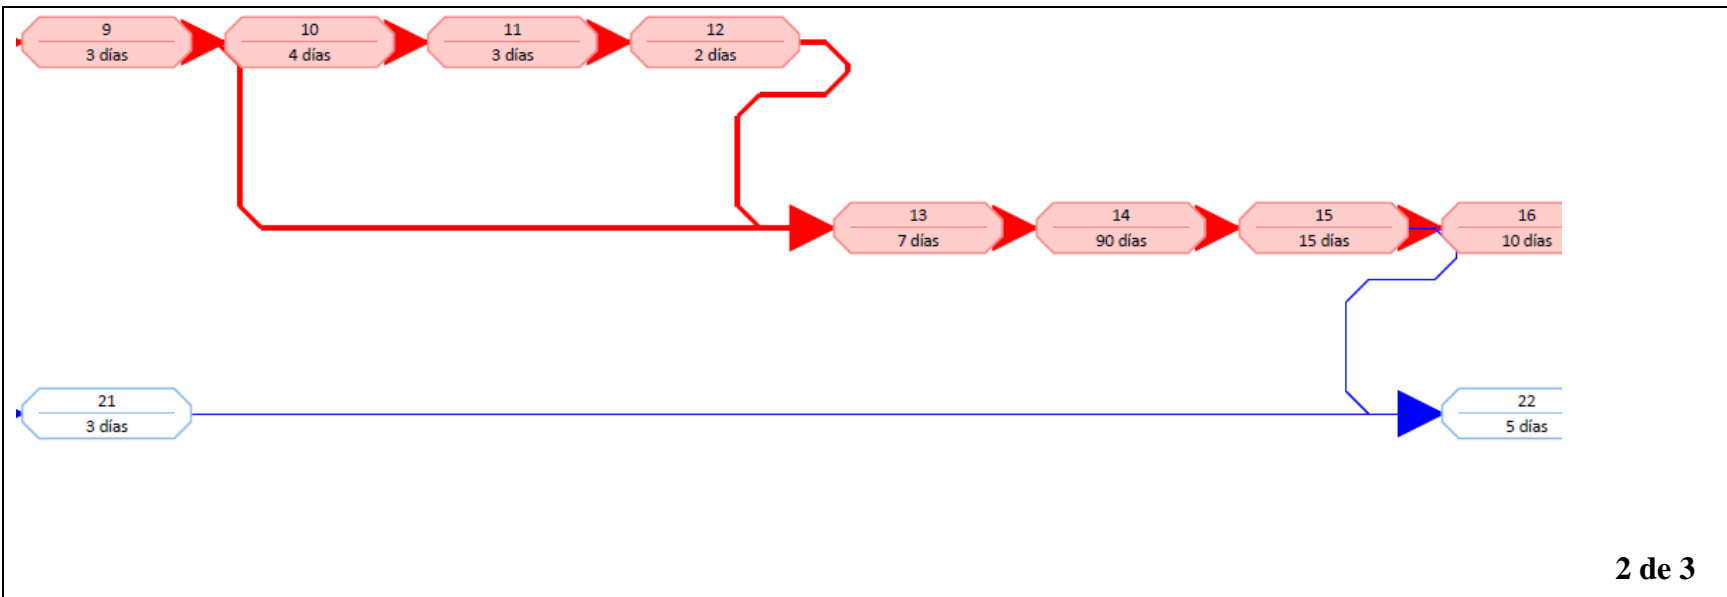 9
3 días
10
4 días
11
3 días
12
2 días
13
7 días
14
90 días
15
15 días
16
10 días
21
3 días
22
5 días
2 de 3